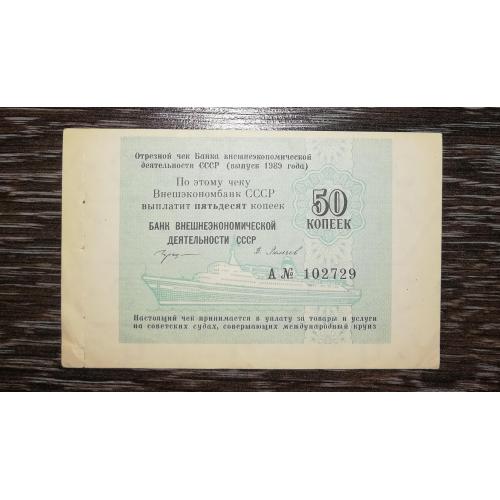 Отрезной чек Банка внешнеэкономической
деятельности СССР (выпуск 1989 года)
По этому чеку
Внешэкономбанк СССР
выплатит пятьдесят копеек
50
КОПЕЕК
БАНК ВНЕШНЕЭКОНОМИЧЕСКОЙ
ДЕЯТЕЛЬНОСТИ СССР
А № 102729
Настоящий чек принимается в уплату за товары и услуги
на советских судах, совершающих международный круиз